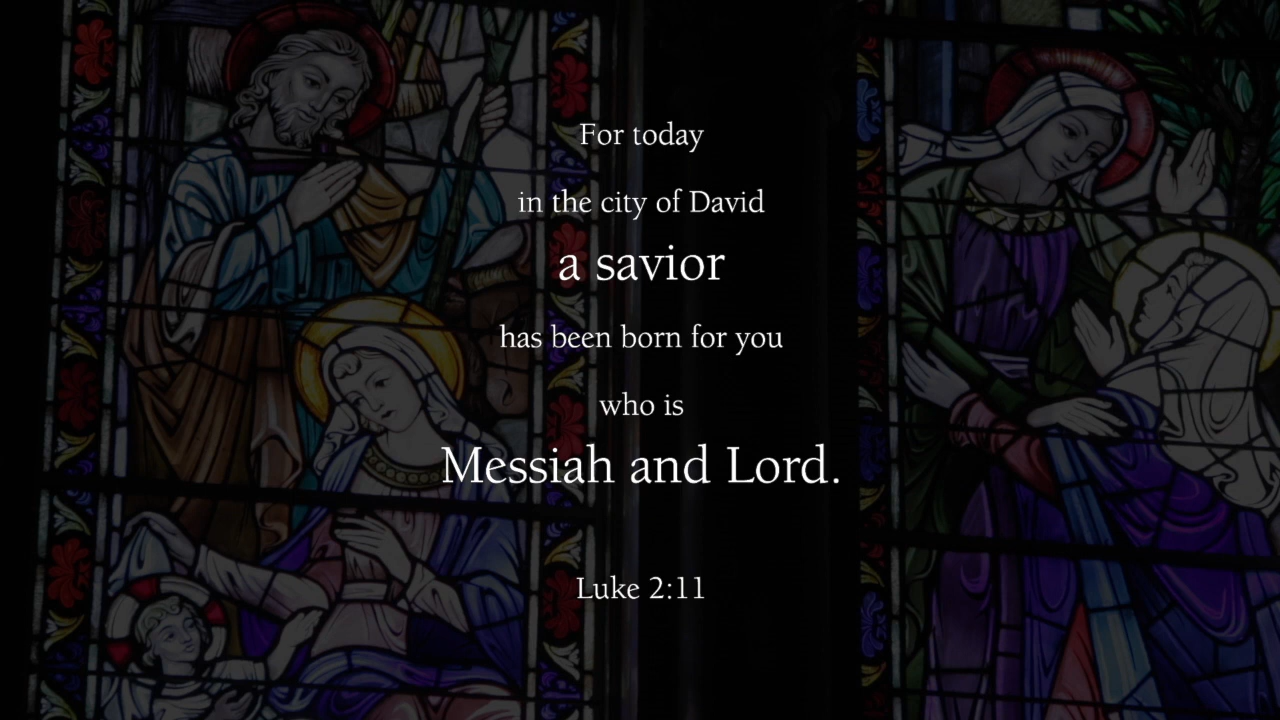 For today
in the city of David
a savior
has been born for you
who is
Messiah and Lord.
Luke 2:11